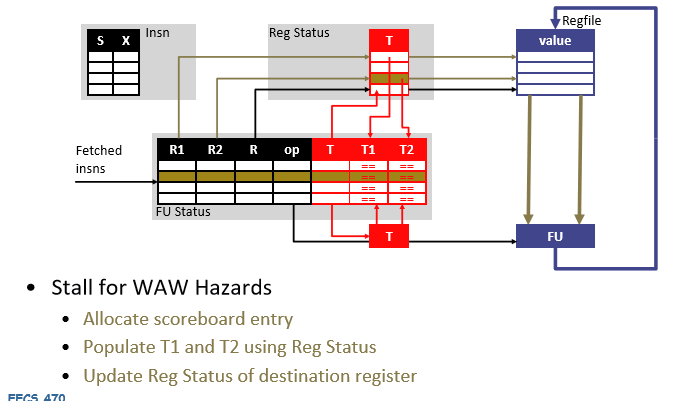 Insn
S X
Reg Status
T
Regfile
value
Fetched
insns
R1 R2 R op T T1 T2
== ==
== ==
== ==
== ==
FU Status
T
FU
• Stall for WAW Hazards
• Allocate scoreboard entry
• Populate T1 and T2 using Reg Status
• Update Reg Status of destination register
EECS 470